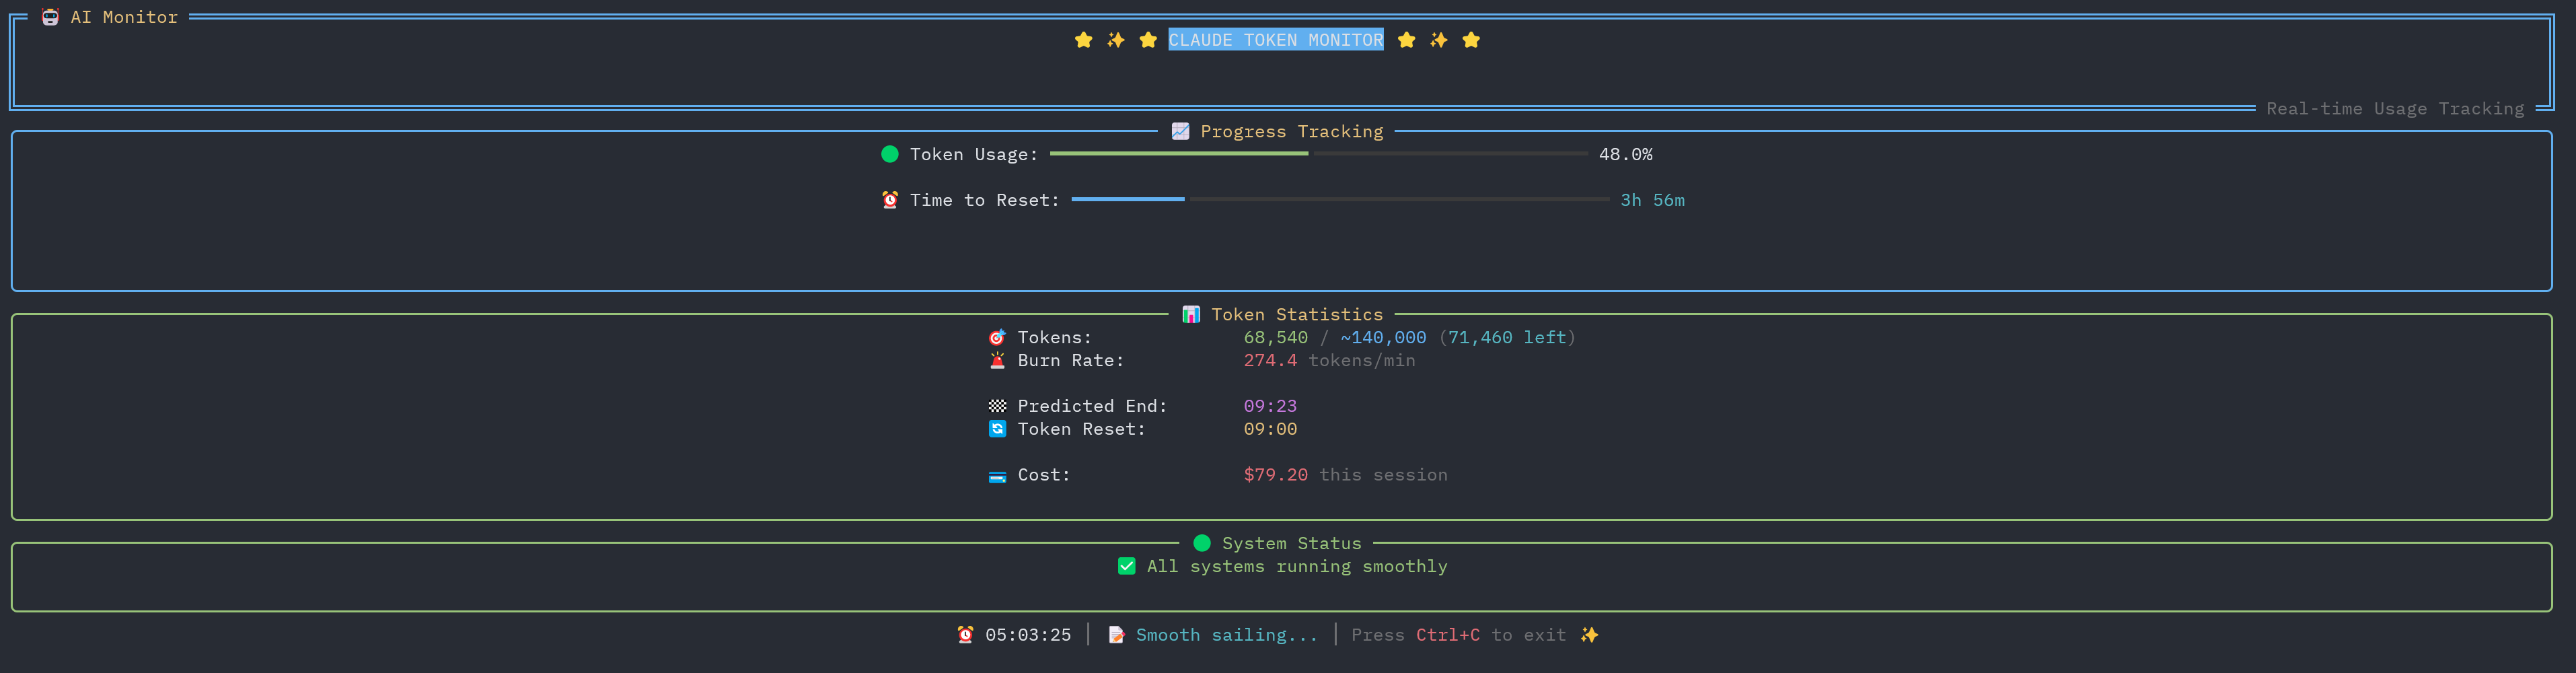 🤖 AI Monitor
⭐ ✨ ⭐ CLAUDE TOKEN MONITOR ⭐ ✨ ⭐
Real-time Usage Tracking
📈 Progress Tracking
🟢 Token Usage: 48.0%
⏰ Time to Reset: 3h 56m
📊 Token Statistics
🎯 Tokens: 68,540 / ~140,000 (71,460 left)
🚨 Burn Rate: 274.4 tokens/min
🏁 Predicted End: 09:23
🔄 Token Reset: 09:00
💳 Cost: $79.20 this session
🟢 System Status
✅ All systems running smoothly
⏰ 05:03:25 │ 📝 Smooth sailing... │ Press Ctrl+C to exit ✨